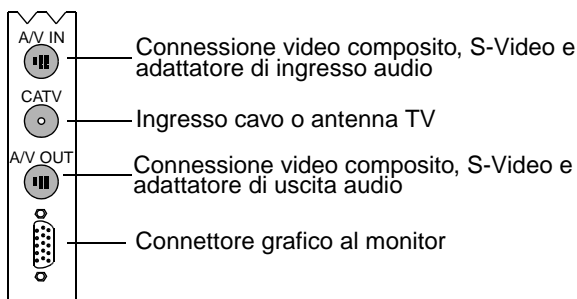 A/V IN
Connessione video composito, S-Video e
adattatore di ingresso audio
CATV
Ingresso cavo o antenna TV
A/V OUT
Connessione video composito, S-Video e
adattatore di uscita audio
Connettore grafico al monitor